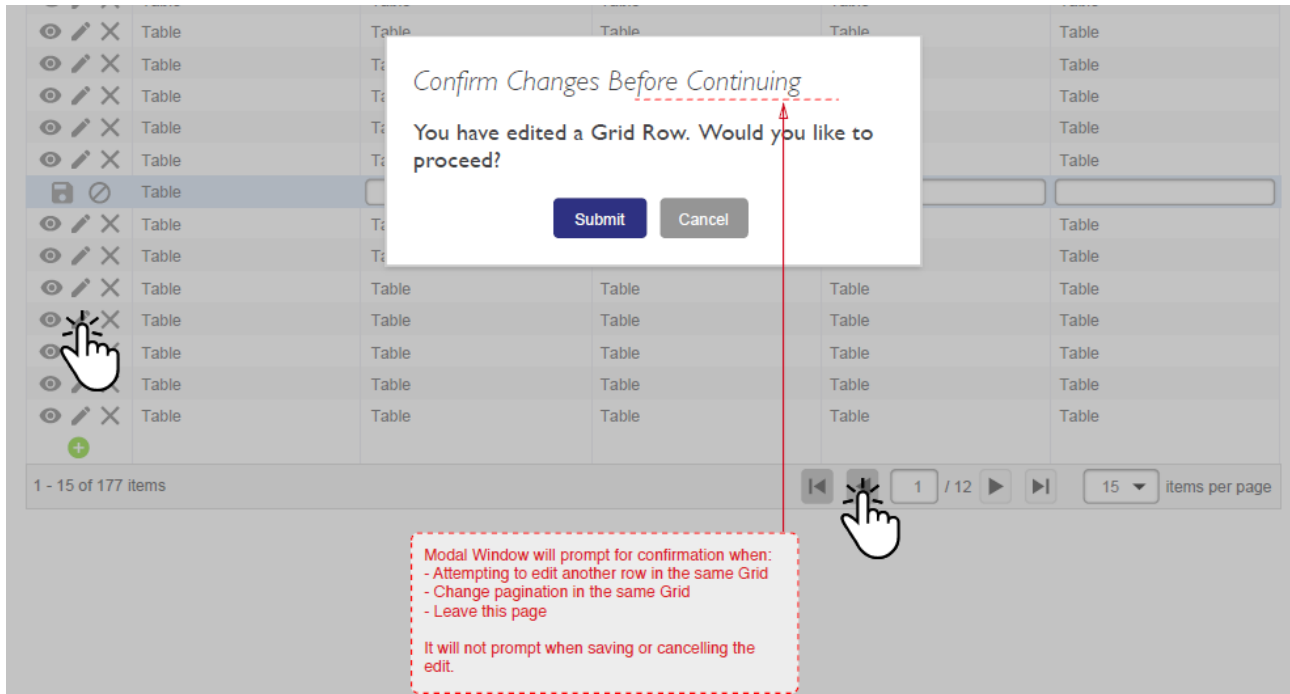 Table Table Table Table Table
Table Table
Table Table
Table Table
Table Table
Table
Table Table
Table Table
Confirm Changes Before Continuing
You have edited a Grid Row. Would you like to
proceed?
Submit Cancel
Table Table Table Table Table
Table Table Table Table Table
Table Table Table Table Table
Table Table Table Table Table
Table Table Table Table Table
1 - 15 of 177 items 1 / 12 15 items per page
Modal Window will prompt for confirmation when:
- Attempting to edit another row in the same Grid
- Change pagination in the same Grid
- Leave this page
It will not prompt when saving or cancelling the
edit.